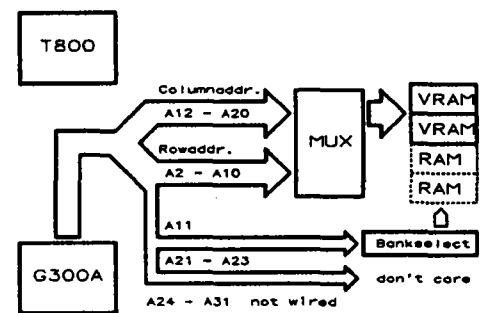 T800
Columnaddr.
A12 - A20
Rowaddr.
A2 - A10
MUX
VRAM
VRAM
RAM
RAM
A11
Bankselect
A21 - A23
don't care
G300A
A24 - A31 not wired